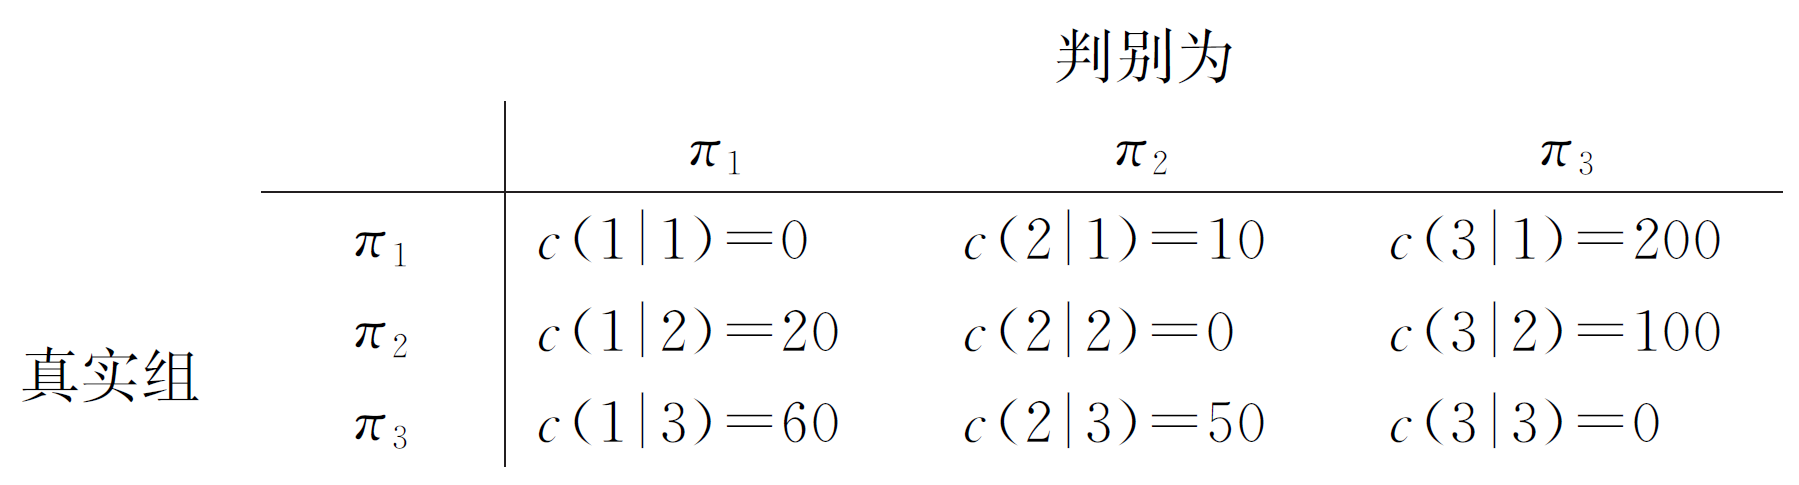 判别为
π1 π2 π3
π1 c(1|1)=0 c(2|1)=10 c(3|1)=200
π2 c(1|2)=20 c(2|2)=0 c(3|2)=100
真实组
π3 c(1|3)=60 c(2|3)=50 c(3|3)=0